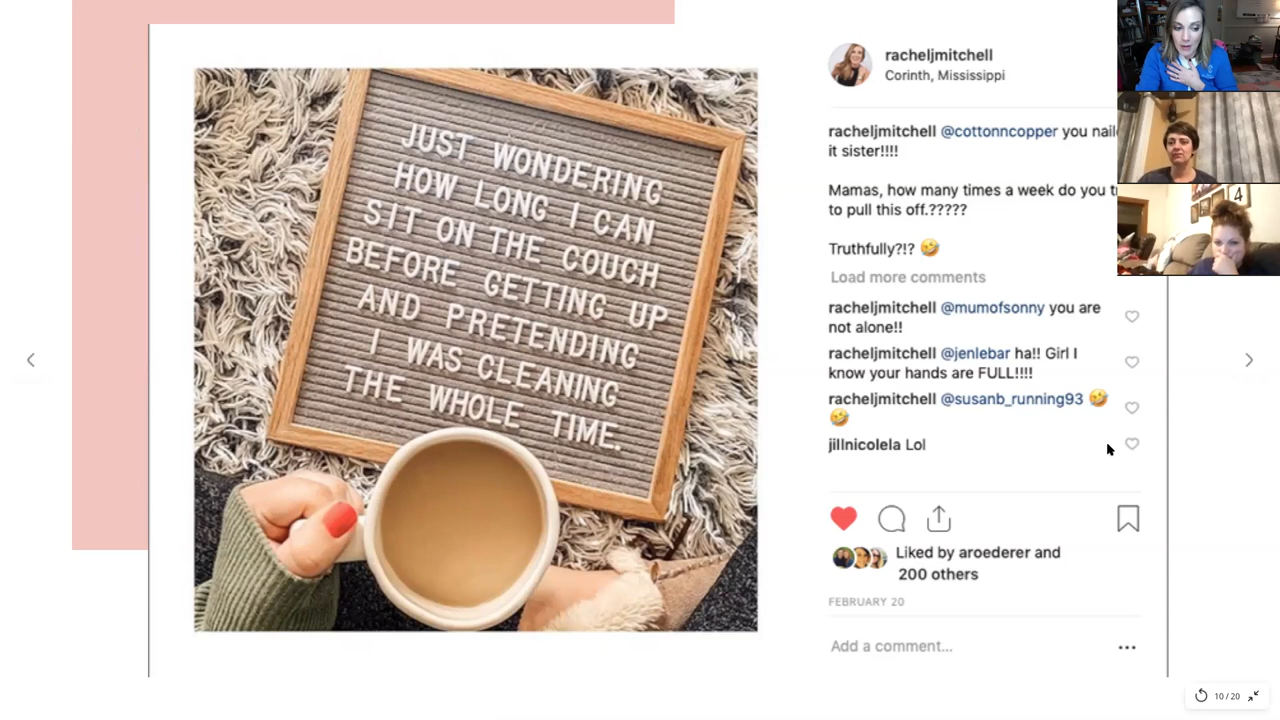 JUST WONDERING
HOW LONG I CAN
SIT ON THE COUCH
BEFORE GETTING UP
AND PRETENDING
I WAS CLEANING
THE WHOLE TIME.
racheljmitchell
Corinth, Mississippi
racheljmitchell @cottonncopper you
it sister!!!!
Mamas, how many times a week do you
to pull this off.?????
Truthfully?!? 🤣
Load more comments
racheljmitchell @mumofsonny you are
not alone!!
racheljmitchell @jenlebar ha!! Girl I
know your hands are FULL!!!!
racheljmitchell @susanb_running93 🤣
🤣
jillnicolela Lol
Liked by aroederer and
200 others
FEBRUARY 20
Add a comment...
4
10 / 20